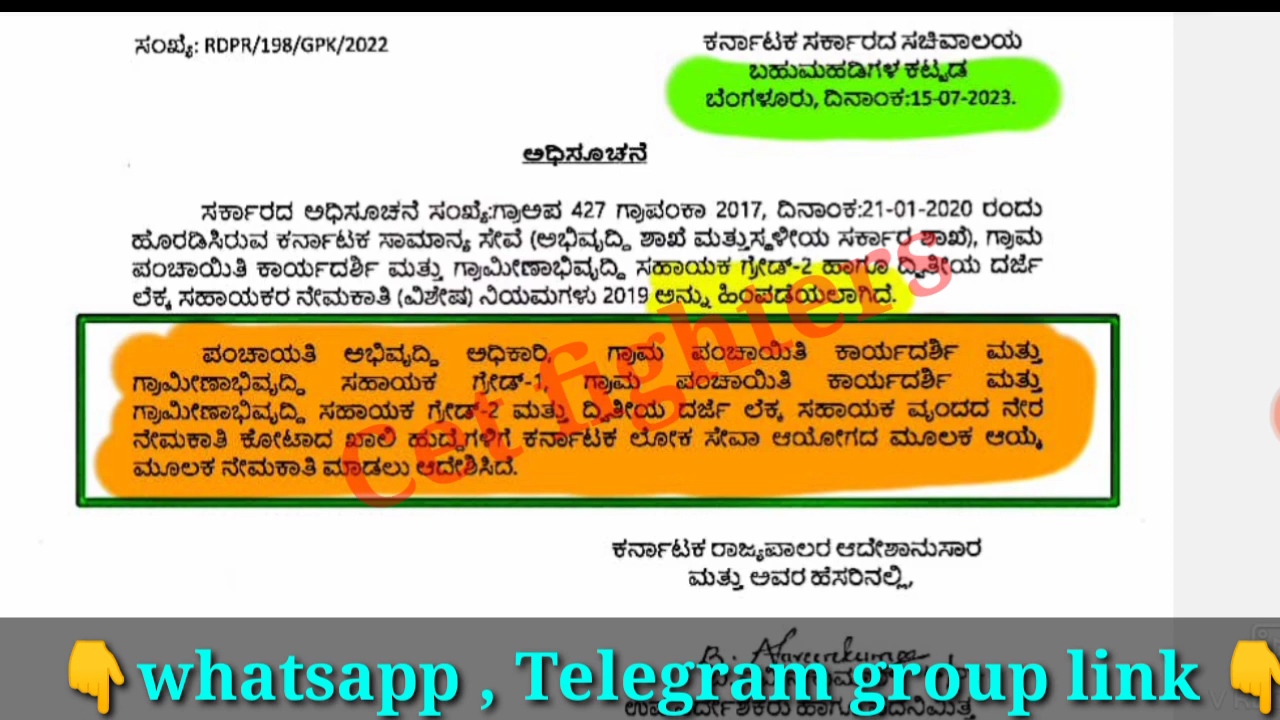 ಸಂಖ್ಯೆ: RDPR/198/GPK/2022
ಕರ್ನಾಟಕ ಸರ್ಕಾರದ ಸಚಿವಾಲಯ
ಬಹುಮಹಡಿಗಳ ಕಟ್ಟಡ
ಬೆಂಗಳೂರು, ದಿನಾಂಕ:15-07-2023.
ಅಧಿಸೂಚನೆ
ಸರ್ಕಾರದ ಅಧಿಸೂಚನೆ ಸಂಖ್ಯೆ:ಗ್ರಾಅಪ 427 ಗ್ರಾಪಂಕಾ 2017, ದಿನಾಂಕ:21-01-2020 ರಂದು
ಹೊರಡಿಸಿರುವ ಕರ್ನಾಟಕ ಸಾಮಾನ್ಯ ಸೇವೆ (ಅಭಿವೃದ್ಧಿ ಶಾಖೆ ಮತ್ತುಸ್ಥಳೀಯ ಸರ್ಕಾರ ಶಾಖೆ), ಗ್ರಾಮ
ಪಂಚಾಯಿತಿ ಕಾರ್ಯದರ್ಶಿ ಮತ್ತು ಗ್ರಾಮೀಣಾಭಿವೃದ್ಧಿ ಸಹಾಯಕ ಗ್ರೇಡ್-2 ಹಾಗೂ ದ್ವಿತೀಯ ದರ್ಜೆ
ಲೆಕ್ಕ ಸಹಾಯಕರ ನೇಮಕಾತಿ (ವಿಶೇಷ) ನಿಯಮಗಳು 2019 ಅನ್ನು ಹಿಂಪಡೆಯಲಾಗಿದೆ.
ಪಂಚಾಯತಿ ಅಭಿವೃದ್ಧಿ ಅಧಿಕಾರಿ, ಗ್ರಾಮ ಪಂಚಾಯಿತಿ ಕಾರ್ಯದರ್ಶಿ ಮತ್ತು
ಗ್ರಾಮೀಣಾಭಿವೃದ್ಧಿ ಸಹಾಯಕ ಗ್ರೇಡ್-1, ಗ್ರಾಮ ಪಂಚಾಯಿತಿ ಕಾರ್ಯದರ್ಶಿ ಮತ್ತು
ಗ್ರಾಮೀಣಾಭಿವೃದ್ಧಿ ಸಹಾಯಕ ಗ್ರೇಡ್-2 ಮತ್ತು ದ್ವಿತೀಯ ದರ್ಜೆ ಲೆಕ್ಕ ಸಹಾಯಕ ವೃಂದದ ನೇರ
ನೇಮಕಾತಿ ಕೋಟಾದ ಖಾಲಿ ಹುದ್ದೆಗಳಿಗೆ ಕರ್ನಾಟಕ ಲೋಕ ಸೇವಾ ಆಯೋಗದ ಮೂಲಕ ಆಯ್ಕೆ
ಮೂಲಕ ನೇಮಕಾತಿ ಮಾಡಲು ಆದೇಶಿಸಿದೆ.
Cet fighters
ಕರ್ನಾಟಕ ರಾಜ್ಯಪಾಲರ ಆದೇಶಾನುಸಾರ
ಮತ್ತು ಅವರ ಹೆಸರಿನಲ್ಲಿ,
👇whatsapp , Telegram group link 👇